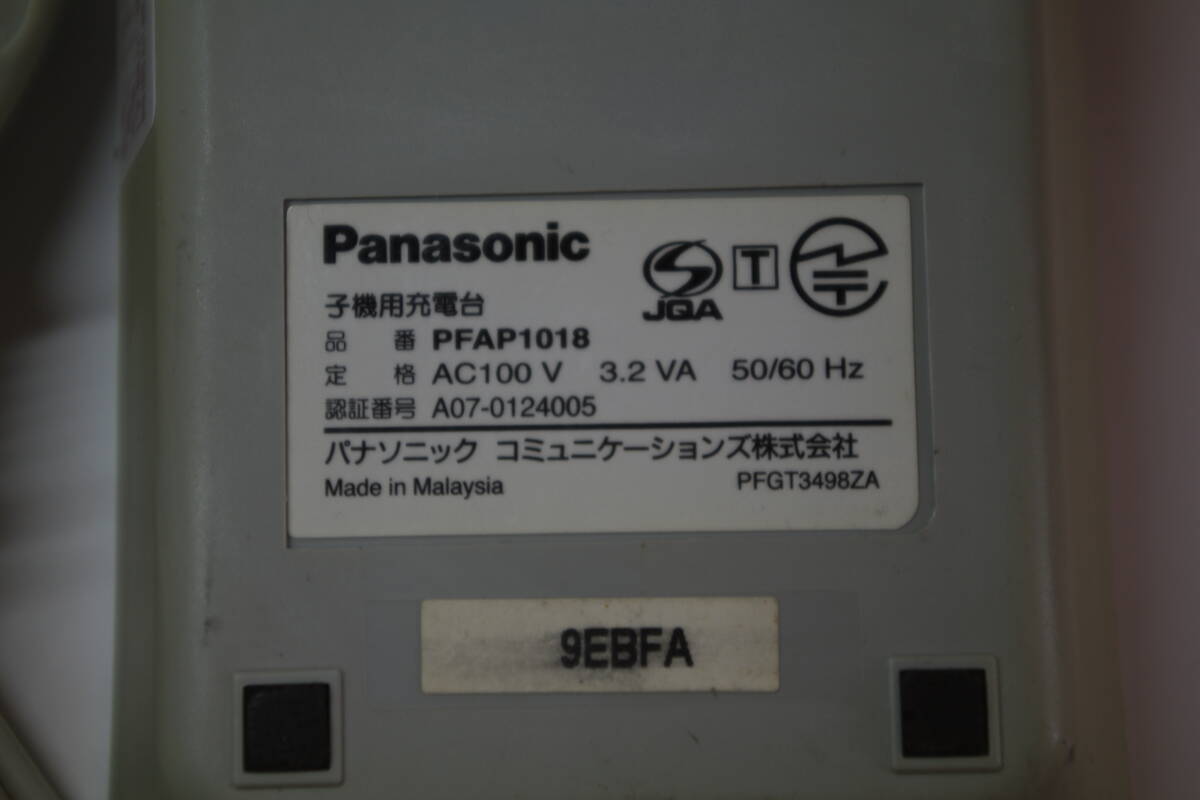 Panasonic
JQA
T
子機用充電台
品 番 PFAP1018
定 格 AC100 V 3.2 VA 50/60 Hz
認証番号 A07-0124005
パナソニック コミュニケーションズ株式会社
Made in Malaysia PFGT3498ZA
9EBFA